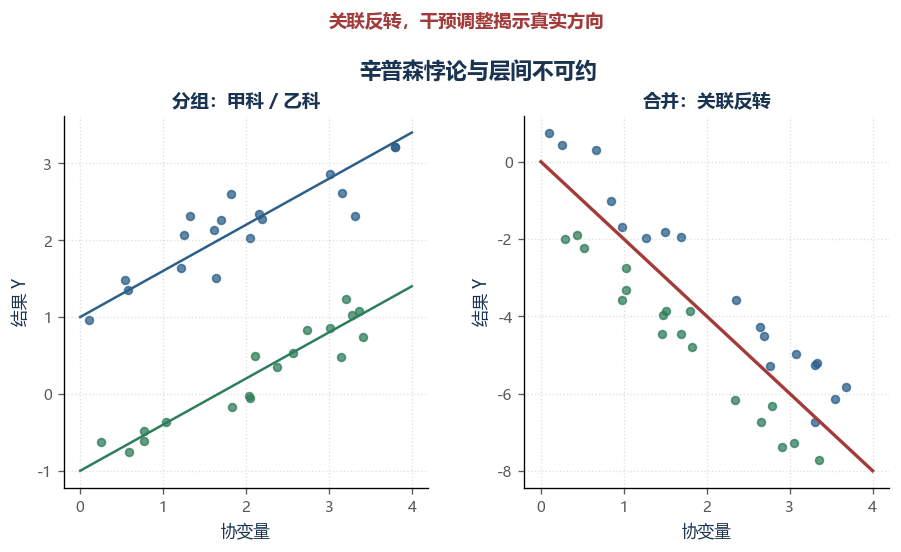 关联反转，干预调整揭示真实方向
辛普森悖论与层间不可约
分组：甲科 / 乙科
结果 Y
3
2
1
0
-1
0 1 2 3 4
协变量
合并：关联反转
结果 Y
0
-2
-4
-6
-8
0 1 2 3 4
协变量